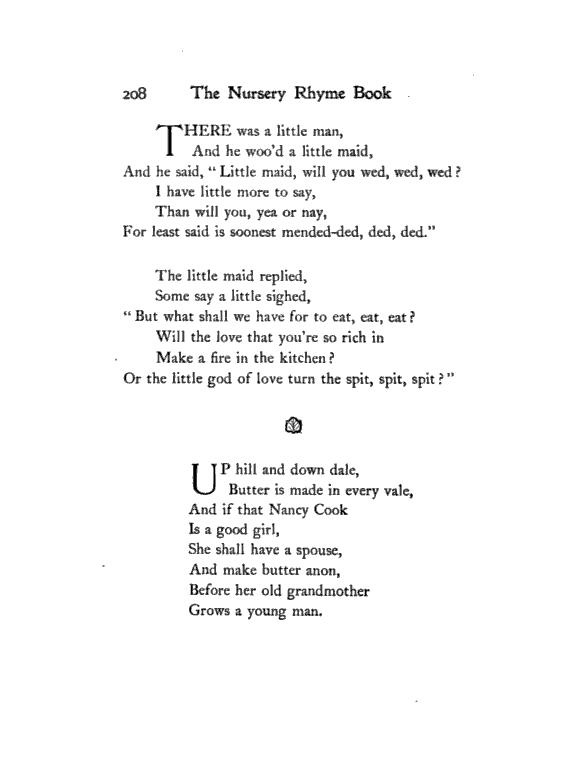 208 The Nursery Rhyme Book
THERE was a little man,
And he woo'd a little maid,
And he said, “ Little maid, will you wed, wed, wed ?
I have little more to say,
Than will you, yea or nay,
For least said is soonest mended-ded, ded, ded.”
The little maid replied,
Some say a little sighed,
“ But what shall we have for to eat, eat, eat ?
Will the love that you're so rich in
Make a fire in the kitchen ?
Or the little god of love turn the spit, spit, spit ? ”
UP hill and down dale,
Butter is made in every vale,
And if that Nancy Cook
Is a good girl,
She shall have a spouse,
And make butter anon,
Before her old grandmother
Grows a young man.